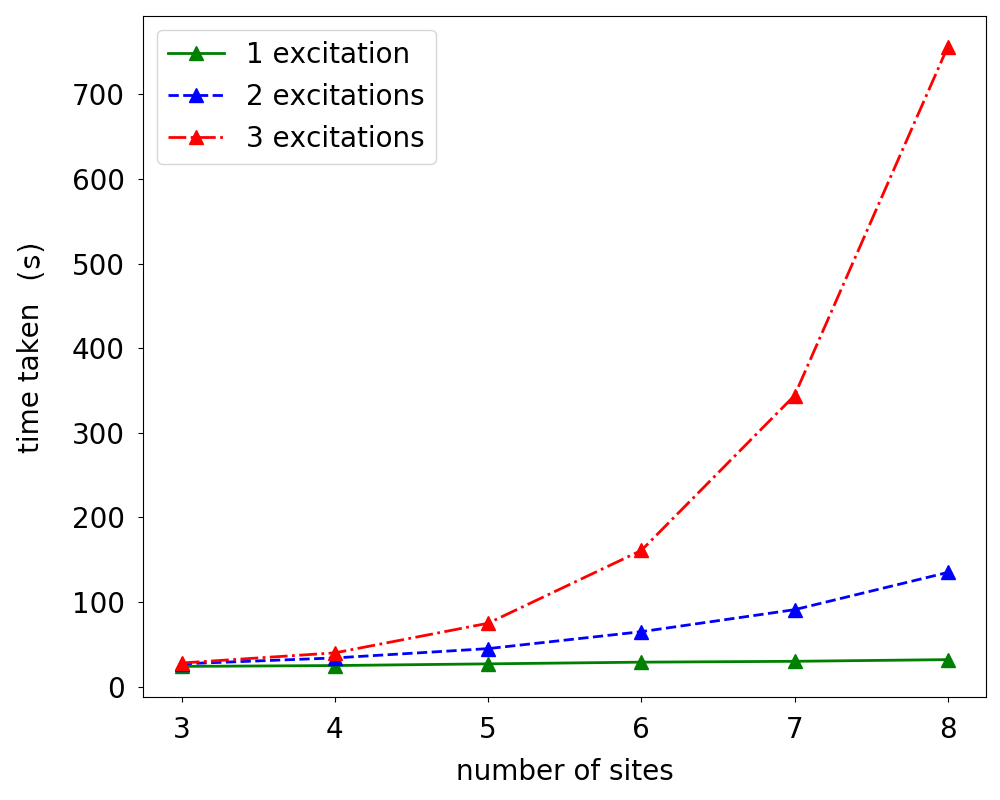 1 excitation
2 excitations
3 excitations
700
600
500
400
300
200
100
0
time taken (s)
3 4 5 6 7 8
number of sites